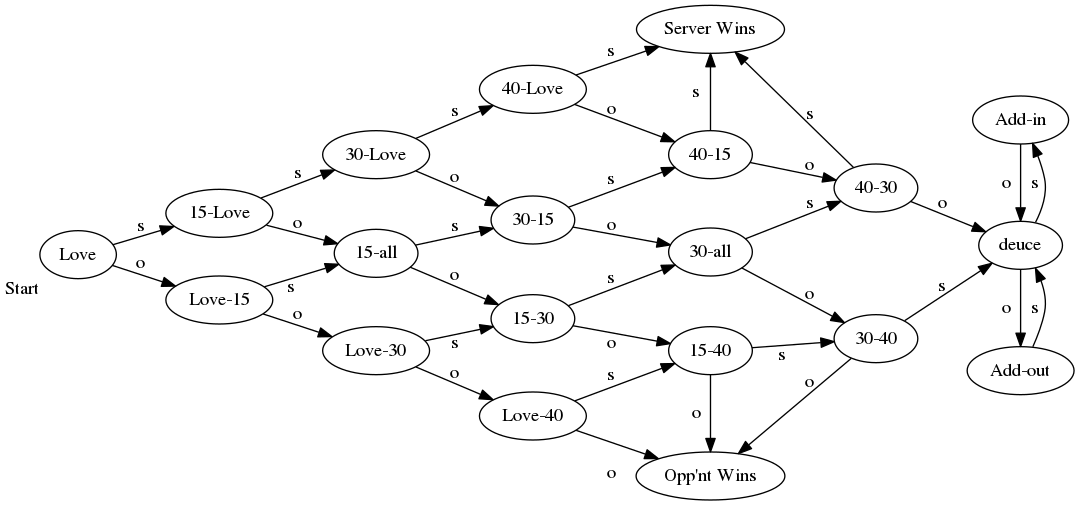 Server Wins
s
40-Love
s
o
s
Add-in
30-Love
s
o
40-15
s
o
s
15-Love
s
o
30-15
s
o
40-30
o
o
s
Love
s
o
15-all
s
o
30-all
s
o
deuce
Start
Love-15
s
o
15-30
s
o
30-40
s
o
s
Love-30
s
o
15-40
s
o
o
Add-out
Love-40
s
o
Opp'nt Wins